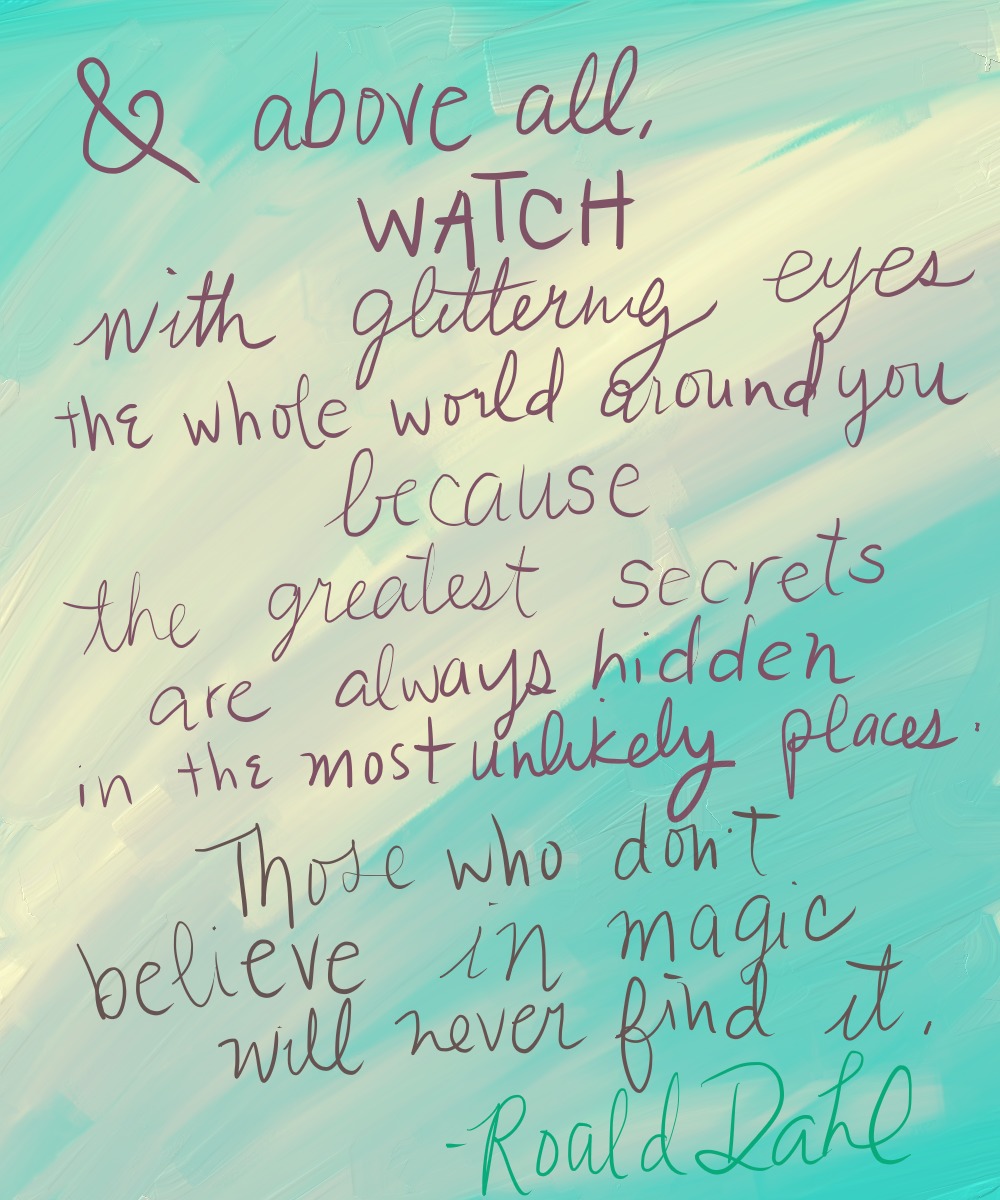 & above all,
WATCH
with glittering eyes
the whole world around you
because
the greatest secrets
are always hidden
in the most unlikely places.
Those who don't
believe in magic
will never find it.
-Roald Dahl